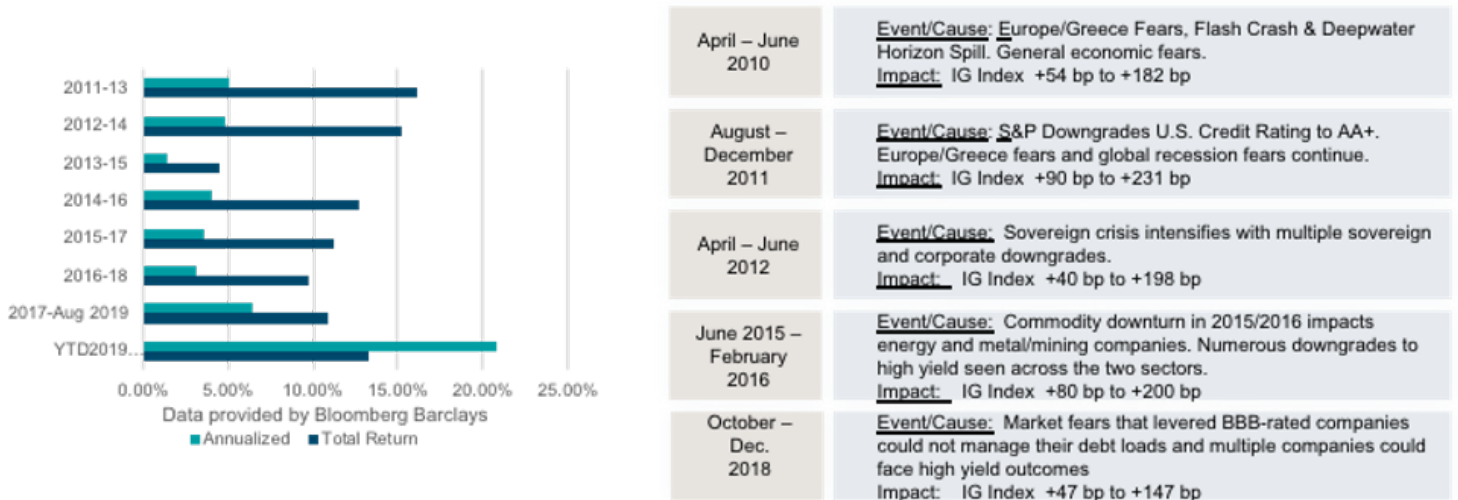 2011-13
2012-14
2013-15
2014-16
2015-17
2016-18
2017-Aug 2019
YTD2019...
0.00% 5.00% 10.00% 15.00% 20.00% 25.00%
Data provided by Bloomberg Barclays
Annualized Total Return
April – June
2010
Event/Cause: Europe/Greece Fears, Flash Crash & Deepwater
Horizon Spill. General economic fears.
Impact: IG Index +54 bp to +182 bp
August –
December
2011
Event/Cause: S&P Downgrades U.S. Credit Rating to AA+.
Europe/Greece fears and global recession fears continue.
Impact: IG Index +90 bp to +231 bp
April – June
2012
Event/Cause: Sovereign crisis intensifies with multiple sovereign
and corporate downgrades.
Impact: IG Index +40 bp to +198 bp
June 2015 –
February
2016
Event/Cause: Commodity downturn in 2015/2016 impacts
energy and metal/mining companies. Numerous downgrades to
high yield seen across the two sectors.
Impact: IG Index +80 bp to +200 bp
October –
Dec.
2018
Event/Cause: Market fears that levered BBB-rated companies
could not manage their debt loads and multiple companies could
face high yield outcomes
Impact: IG Index +47 bp to +147 bp